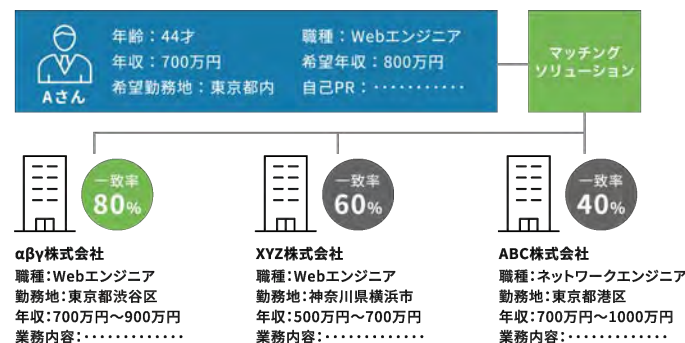 年齢：44才
年収：700万円
希望勤務地：東京都内
職種：Webエンジニア
希望年収：800万円
自己PR：・・・・・・・・・・・
Aさん
マッチング
ソリューション
一致率
80%
αβγ株式会社
職種：Webエンジニア
勤務地：東京都渋谷区
年収：700万円～900万円
業務内容：・・・・・・・・・・・・・
一致率
60%
XYZ株式会社
職種：Webエンジニア
勤務地：神奈川県横浜市
年収：500万円～700万円
業務内容：・・・・・・・・・・・・・
一致率
40%
ABC株式会社
職種：ネットワークエンジニア
勤務地：東京都港区
年収：700万円～1000万円
業務内容：・・・・・・・・・・・・・